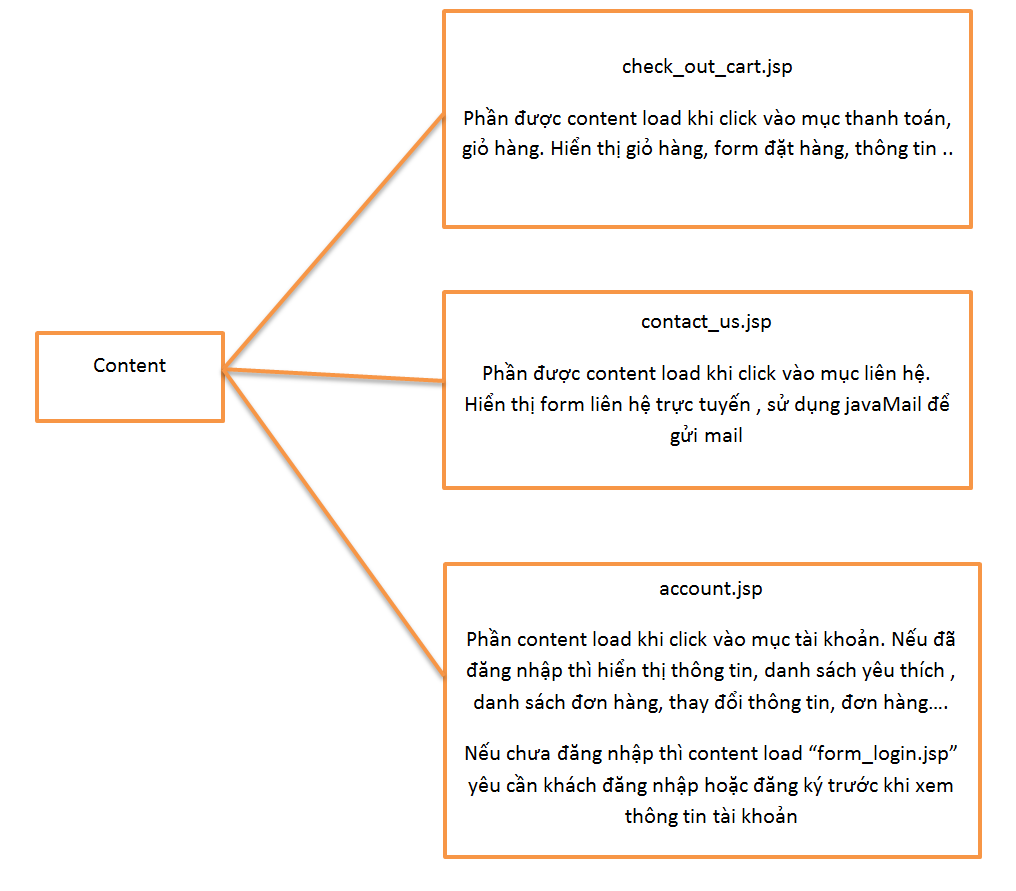 check_out_cart.jsp
Phần được content load khi click vào mục thanh toán,
giỏ hàng. Hiển thị giỏ hàng, form đặt hàng, thông tin ..
Content
contact_us.jsp
Phần được content load khi click vào mục liên hệ.
Hiển thị form liên hệ trực tuyến , sử dụng javaMail để
gửi mail
account.jsp
Phần content load khi click vào mục tài khoản. Nếu đã
đăng nhập thì hiển thị thông tin, danh sách yêu thích ,
danh sách đơn hàng, thay đổi thông tin, đơn hàng....
Nếu chưa đăng nhập thì content load “form_login.jsp”
yêu cần khách đăng nhập hoặc đăng ký trước khi xem
thông tin tài khoản